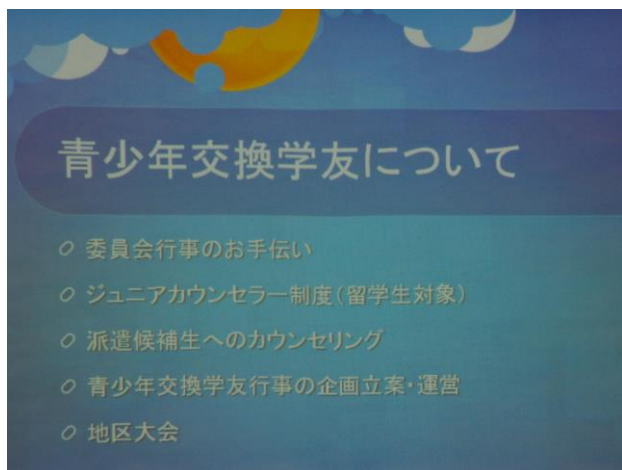 青少年交換学友について
委員会行事のお手伝い
ジュニアカウンセラー制度(留学生対象)
派遣候補生へのカウンセリング
青少年交換学友行事の企画立案・運営
地区大会